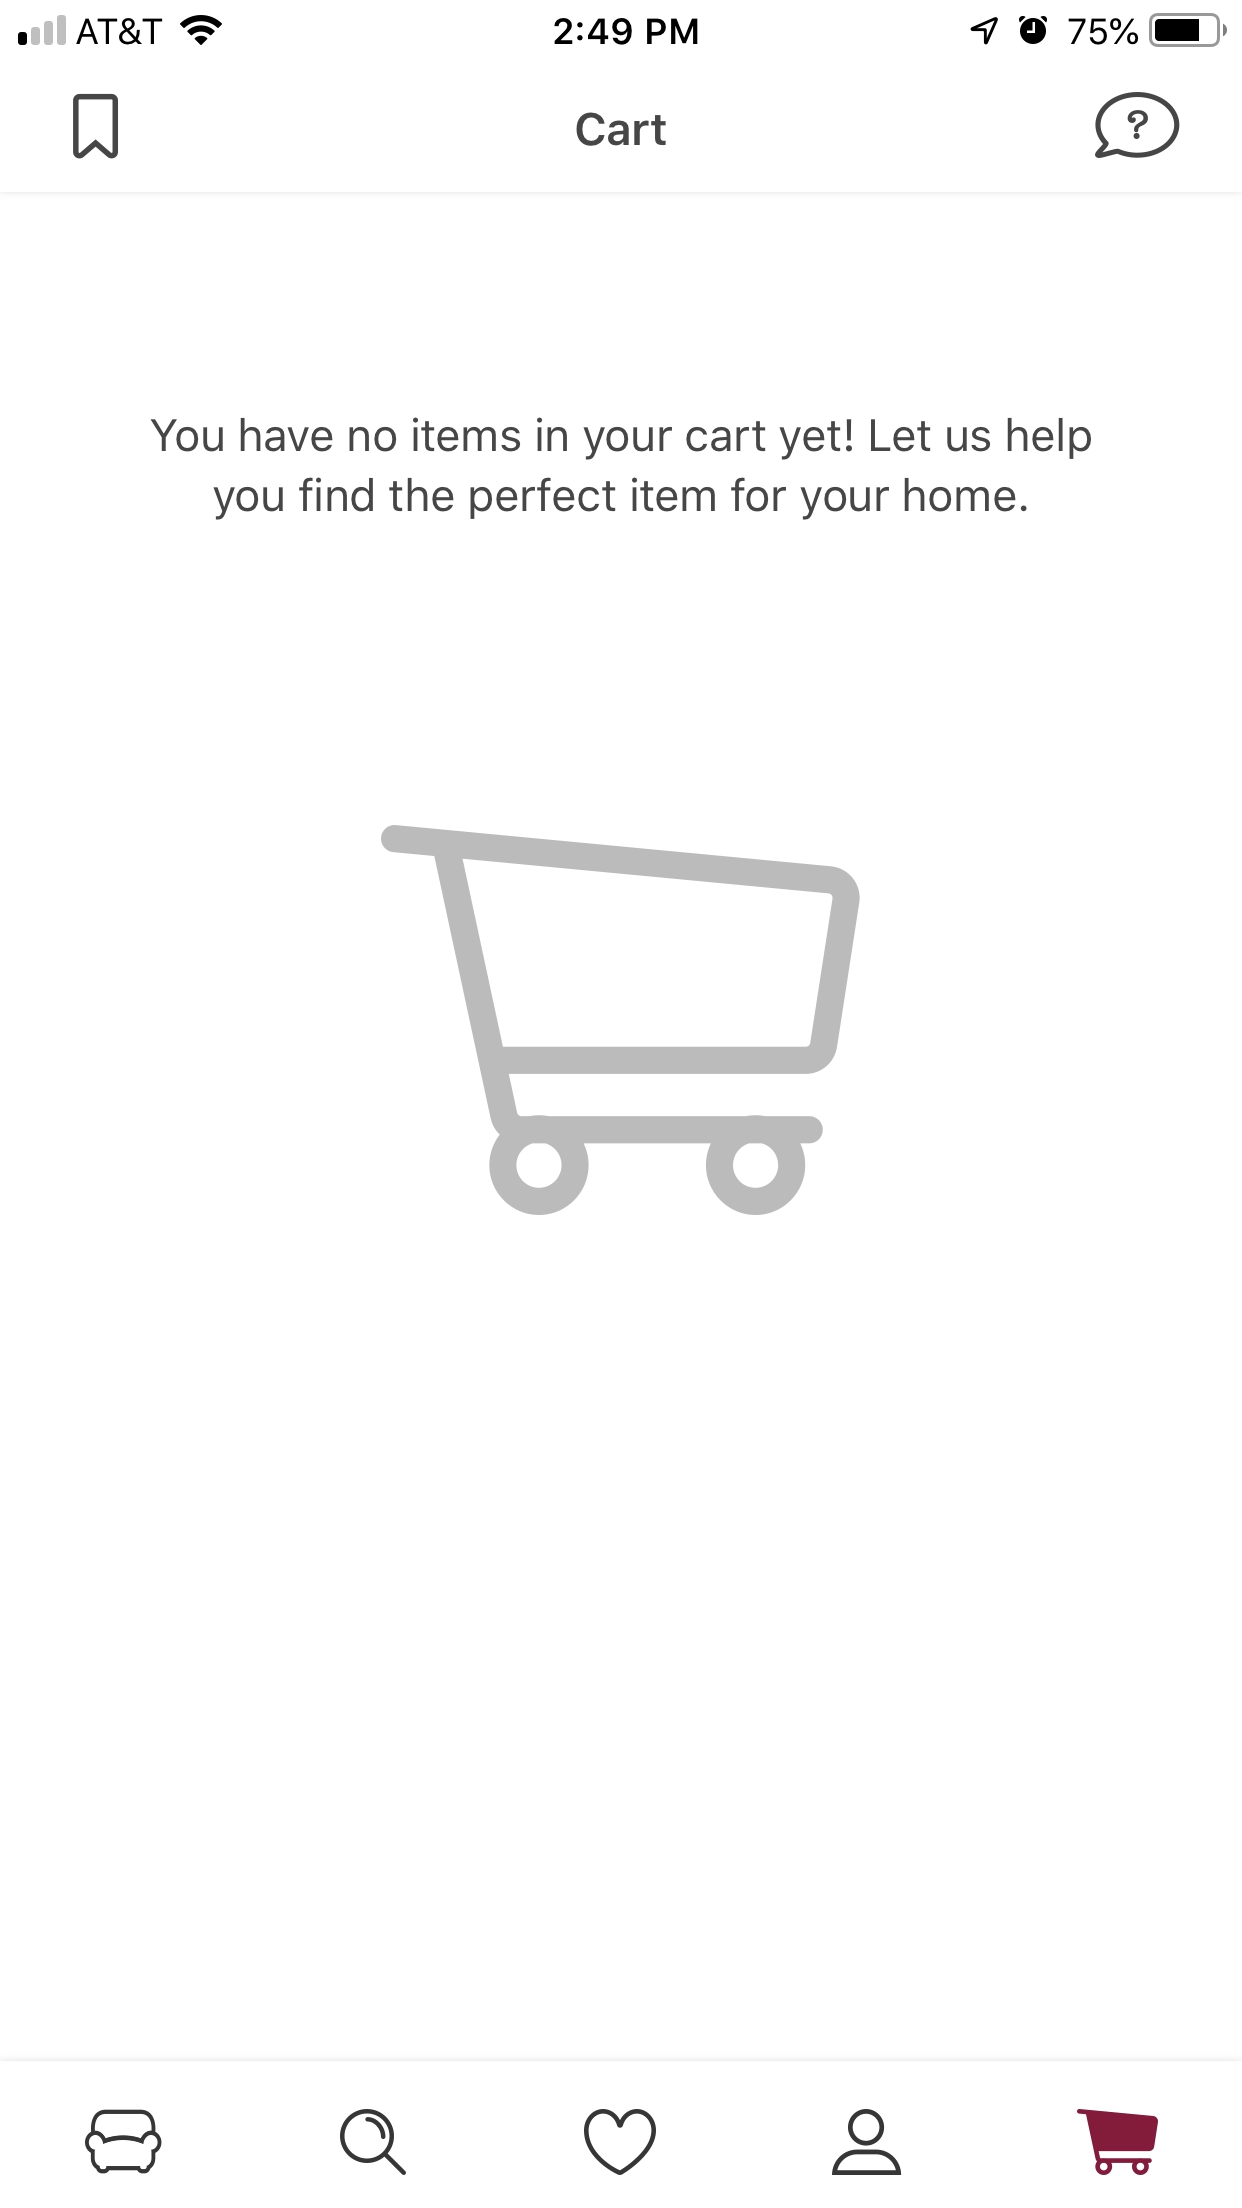 AT&T 2:49 PM 75%
Cart
?
You have no items in your cart yet! Let us help
you find the perfect item for your home.